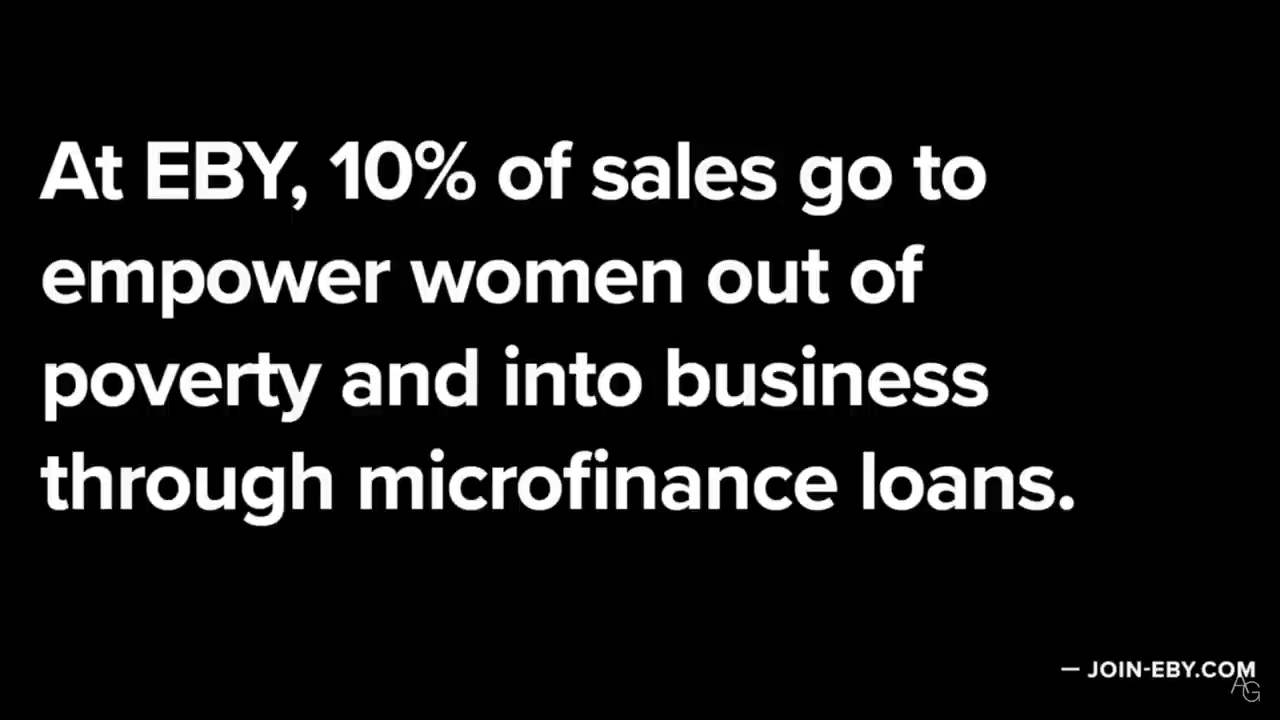 At EBY, 10% of sales go to
empower women out of
poverty and into business
through microfinance loans.
— JOIN-EBY.COM
AG